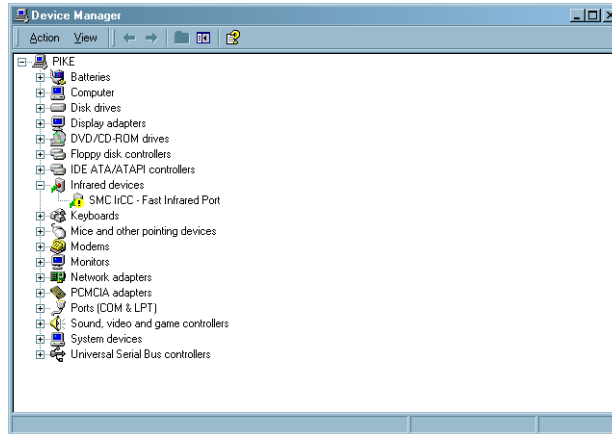 Device Manager
Action View
PIKE
Batteries
Computer
Disk drives
Display adapters
DVD/CD-ROM drives
Floppy disk controllers
IDE ATA/ATAPI controllers
Infrared devices
SMC IrCC - Fast Infrared Port
Keyboards
Mice and other pointing devices
Modems
Monitors
Network adapters
PCMCIA adapters
Ports (COM & LPT)
Sound, video and game controllers
System devices
Universal Serial Bus controllers